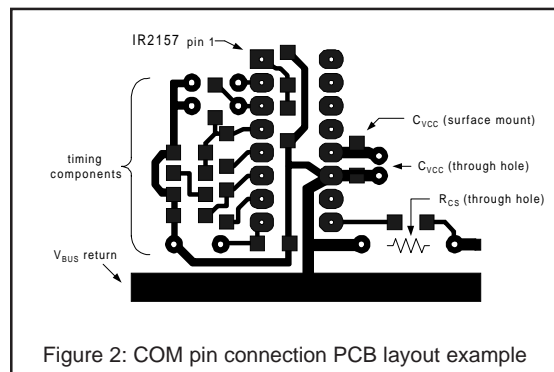 IR2157 pin 1
CVCC (surface mount)
timing
components
CVCC (through hole)
RCS (through hole)
VBUS return
Figure 2: COM pin connection PCB layout example